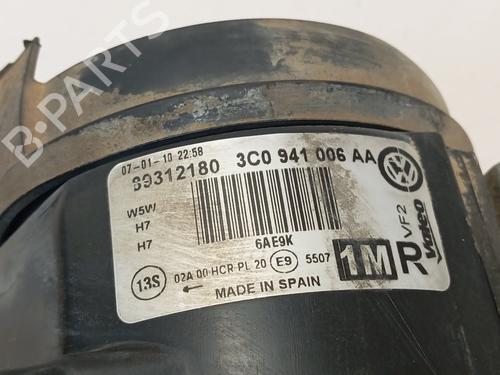 B-PARTS
07-01-10 22:58
89312180 3C0 941 006 AA
W5W
H7
H7
6AE9K
VF2
Valeo
13S
02A 00 HCR PL 20 E9 5507
1M R
MADE IN SPAIN